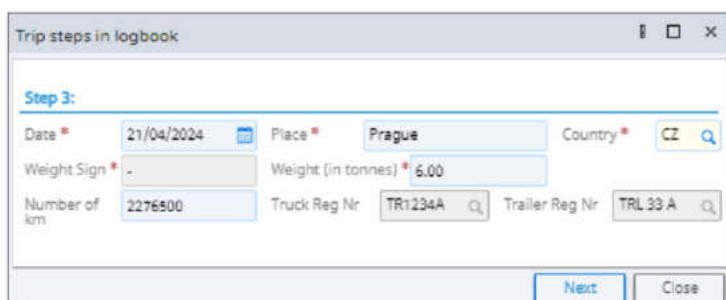 Trip steps in logbook
Step 3:
Date * 21/04/2024 Place * Prague Country * CZ
Weight Sign * - Weight (in tonnes) * 6.00
Number of km 2276500 Truck Reg Nr TR1234A Trailer Reg Nr TRL 33 A
Next Close